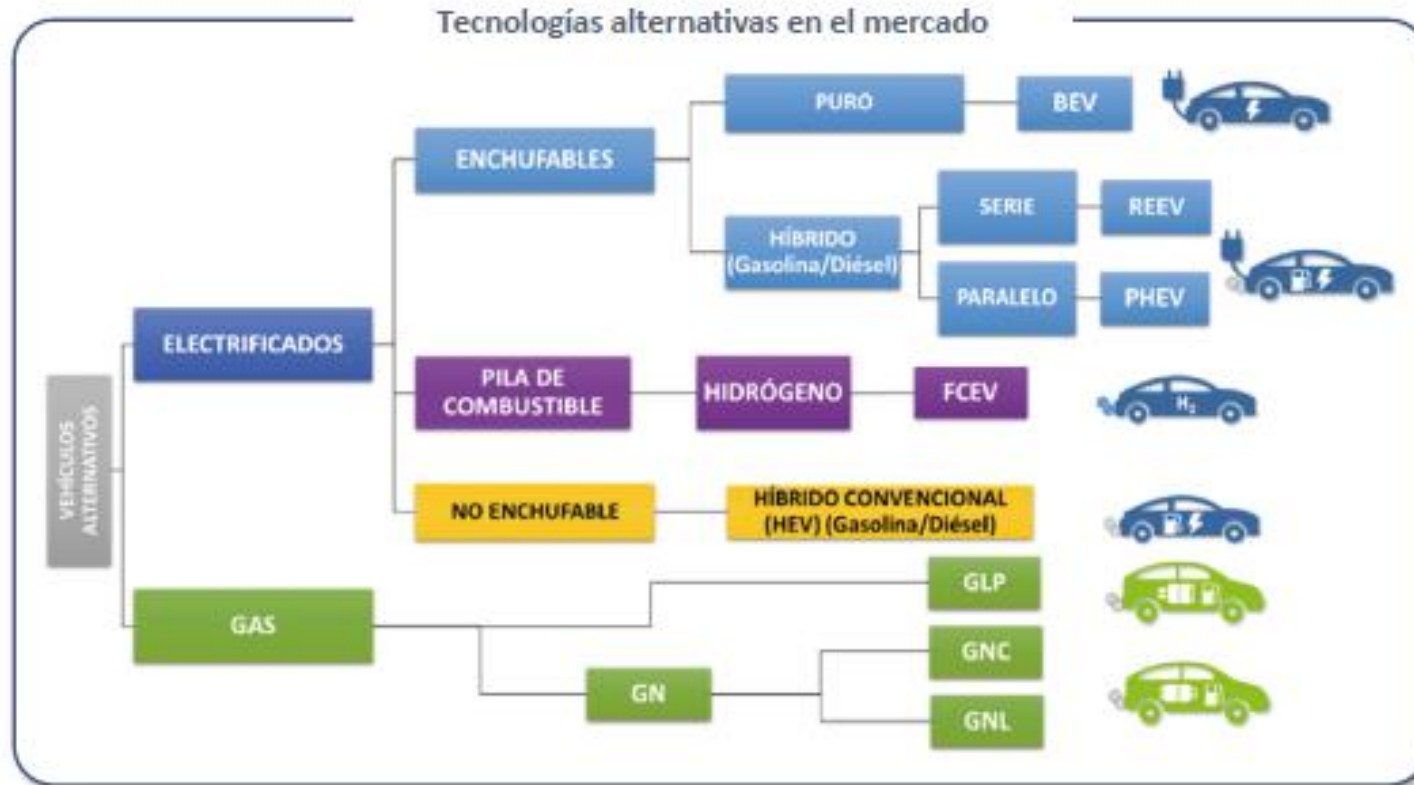 Tecnologías alternativas en el mercado
PURO
BEV
ENCHUFABLES
SERIE
REEV
HÍBRIDO
(Gasolina/Diésel)
PARALELO
PHEV
ELECTRIFICADOS
PILA DE
COMBUSTIBLE
HIDRÓGENO
FCEV
H₂
VEHÍCULOS
ALTERNATIVOS
NO ENCHUFABLE
HÍBRIDO CONVENCIONAL
(HEV) (Gasolina/Diésel)
GLP
GAS
GNC
GN
GNL